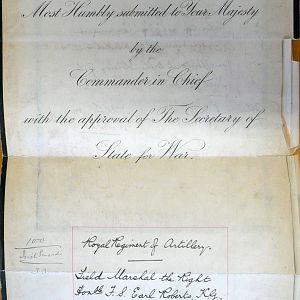 Most Humbly submitted to Your Majesty
by the
Commander in Chief
with the approval of The Secretary of
State for War.
Royal Regiment of Artillery.
Field Marshal the Right
Honble F. S. Earl Roberts, K.G.